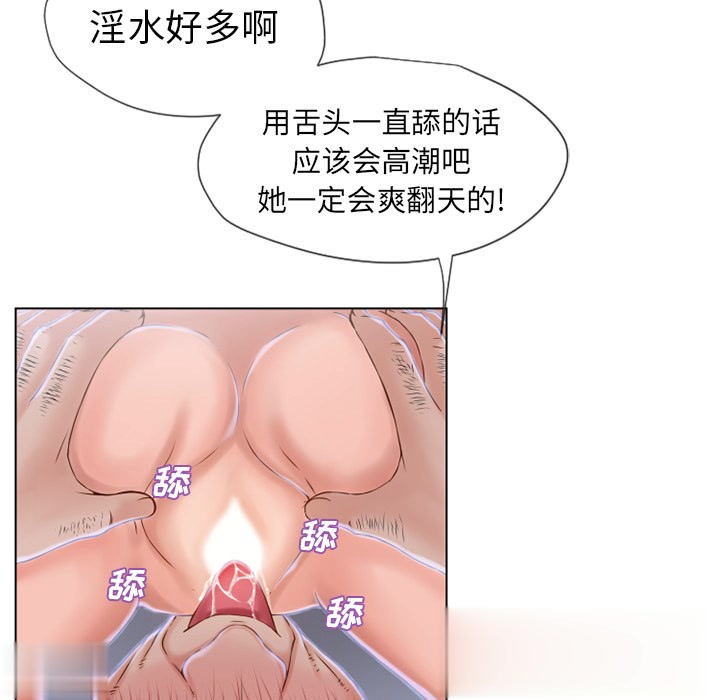 淫水好多啊
用舌头一直舔的话
应该会高潮吧
她一定会爽翻天的!
舔
舔
舔
舔